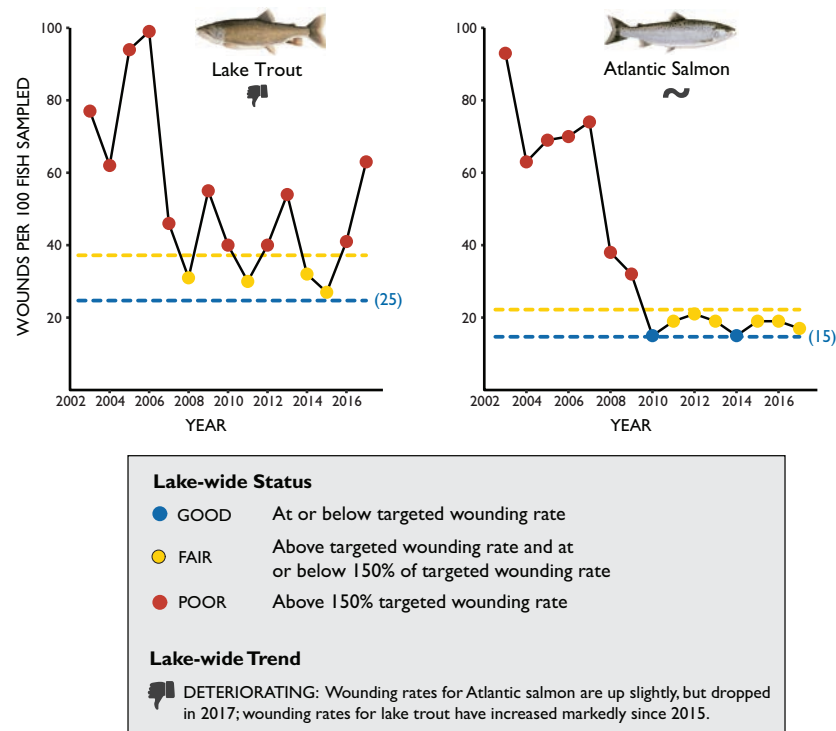 WOUNDS PER 100 FISH SAMPLED
100
80
60
40
20
Lake Trout
(25)
2002 2004 2006 2008 2010 2012 2014 2016
YEAR
100
80
60
40
20
Atlantic Salmon
(15)
2002 2004 2006 2008 2010 2012 2014 2016
YEAR
Lake-wide Status
GOOD At or below targeted wounding rate
FAIR Above targeted wounding rate and at
or below 150% of targeted wounding rate
POOR Above 150% targeted wounding rate
Lake-wide Trend
DETERIORATING: Wounding rates for Atlantic salmon are up slightly, but dropped
in 2017; wounding rates for lake trout have increased markedly since 2015.